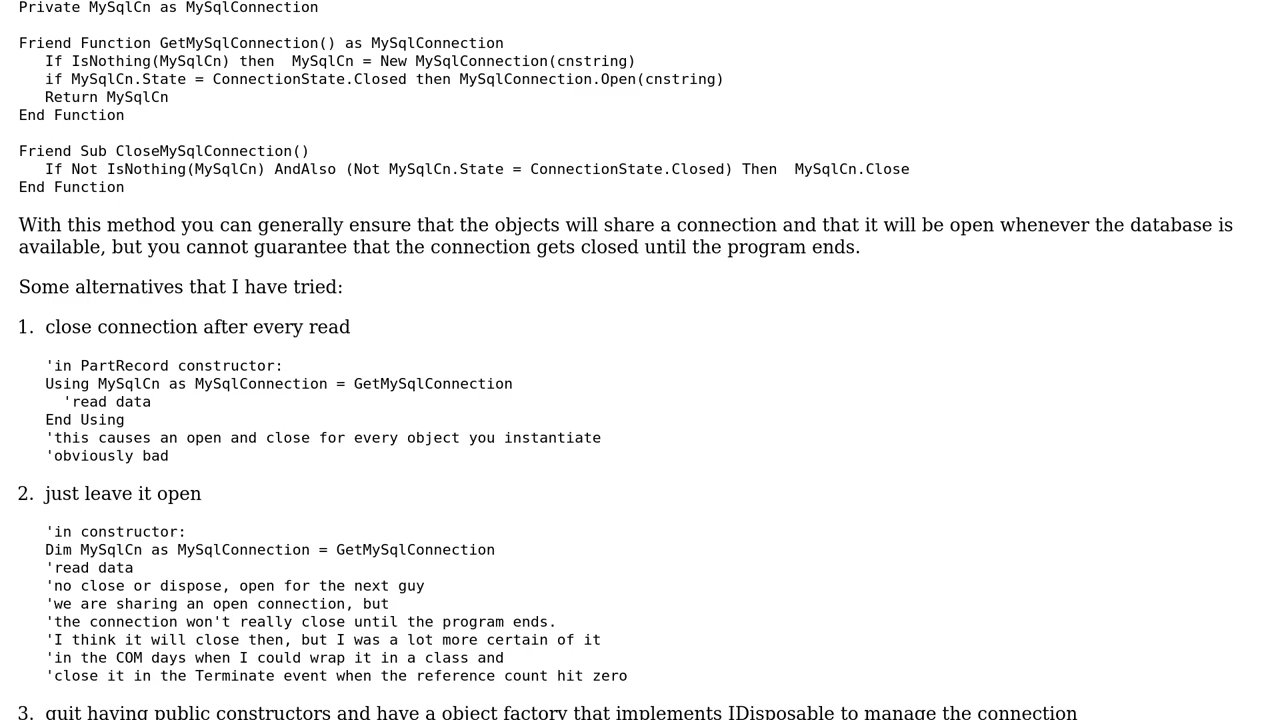 Private MySqlCn as MySqlConnection
Friend Function GetMySqlConnection() as MySqlConnection
   If IsNothing(MySqlCn) then  MySqlCn = New MySqlConnection(cnstring)
   if MySqlCn.State = ConnectionState.Closed then MySqlConnection.Open(cnstring)
   Return MySqlCn
End Function
Friend Sub CloseMySqlConnection()
   If Not IsNothing(MySqlCn) AndAlso (Not MySqlCn.State = ConnectionState.Closed) Then  MySqlCn.Close
End Function
With this method you can generally ensure that the objects will share a connection and that it will be open whenever the database is
available, but you cannot guarantee that the connection gets closed until the program ends.
Some alternatives that I have tried:
1. close connection after every read
'in PartRecord constructor:
Using MySqlCn as MySqlConnection = GetMySqlConnection
  'read data
End Using
'this causes an open and close for every object you instantiate
'obviously bad
2. just leave it open
'in constructor:
Dim MySqlCn as MySqlConnection = GetMySqlConnection
'read data
'no close or dispose, open for the next guy
'we are sharing an open connection, but
'the connection won't really close until the program ends.
'I think it will close then, but I was a lot more certain of it
'in the COM days when I could wrap it in a class and
'close it in the Terminate event when the reference count hit zero
3. quit having public constructors and have a object factory that implements IDisposable to manage the connection